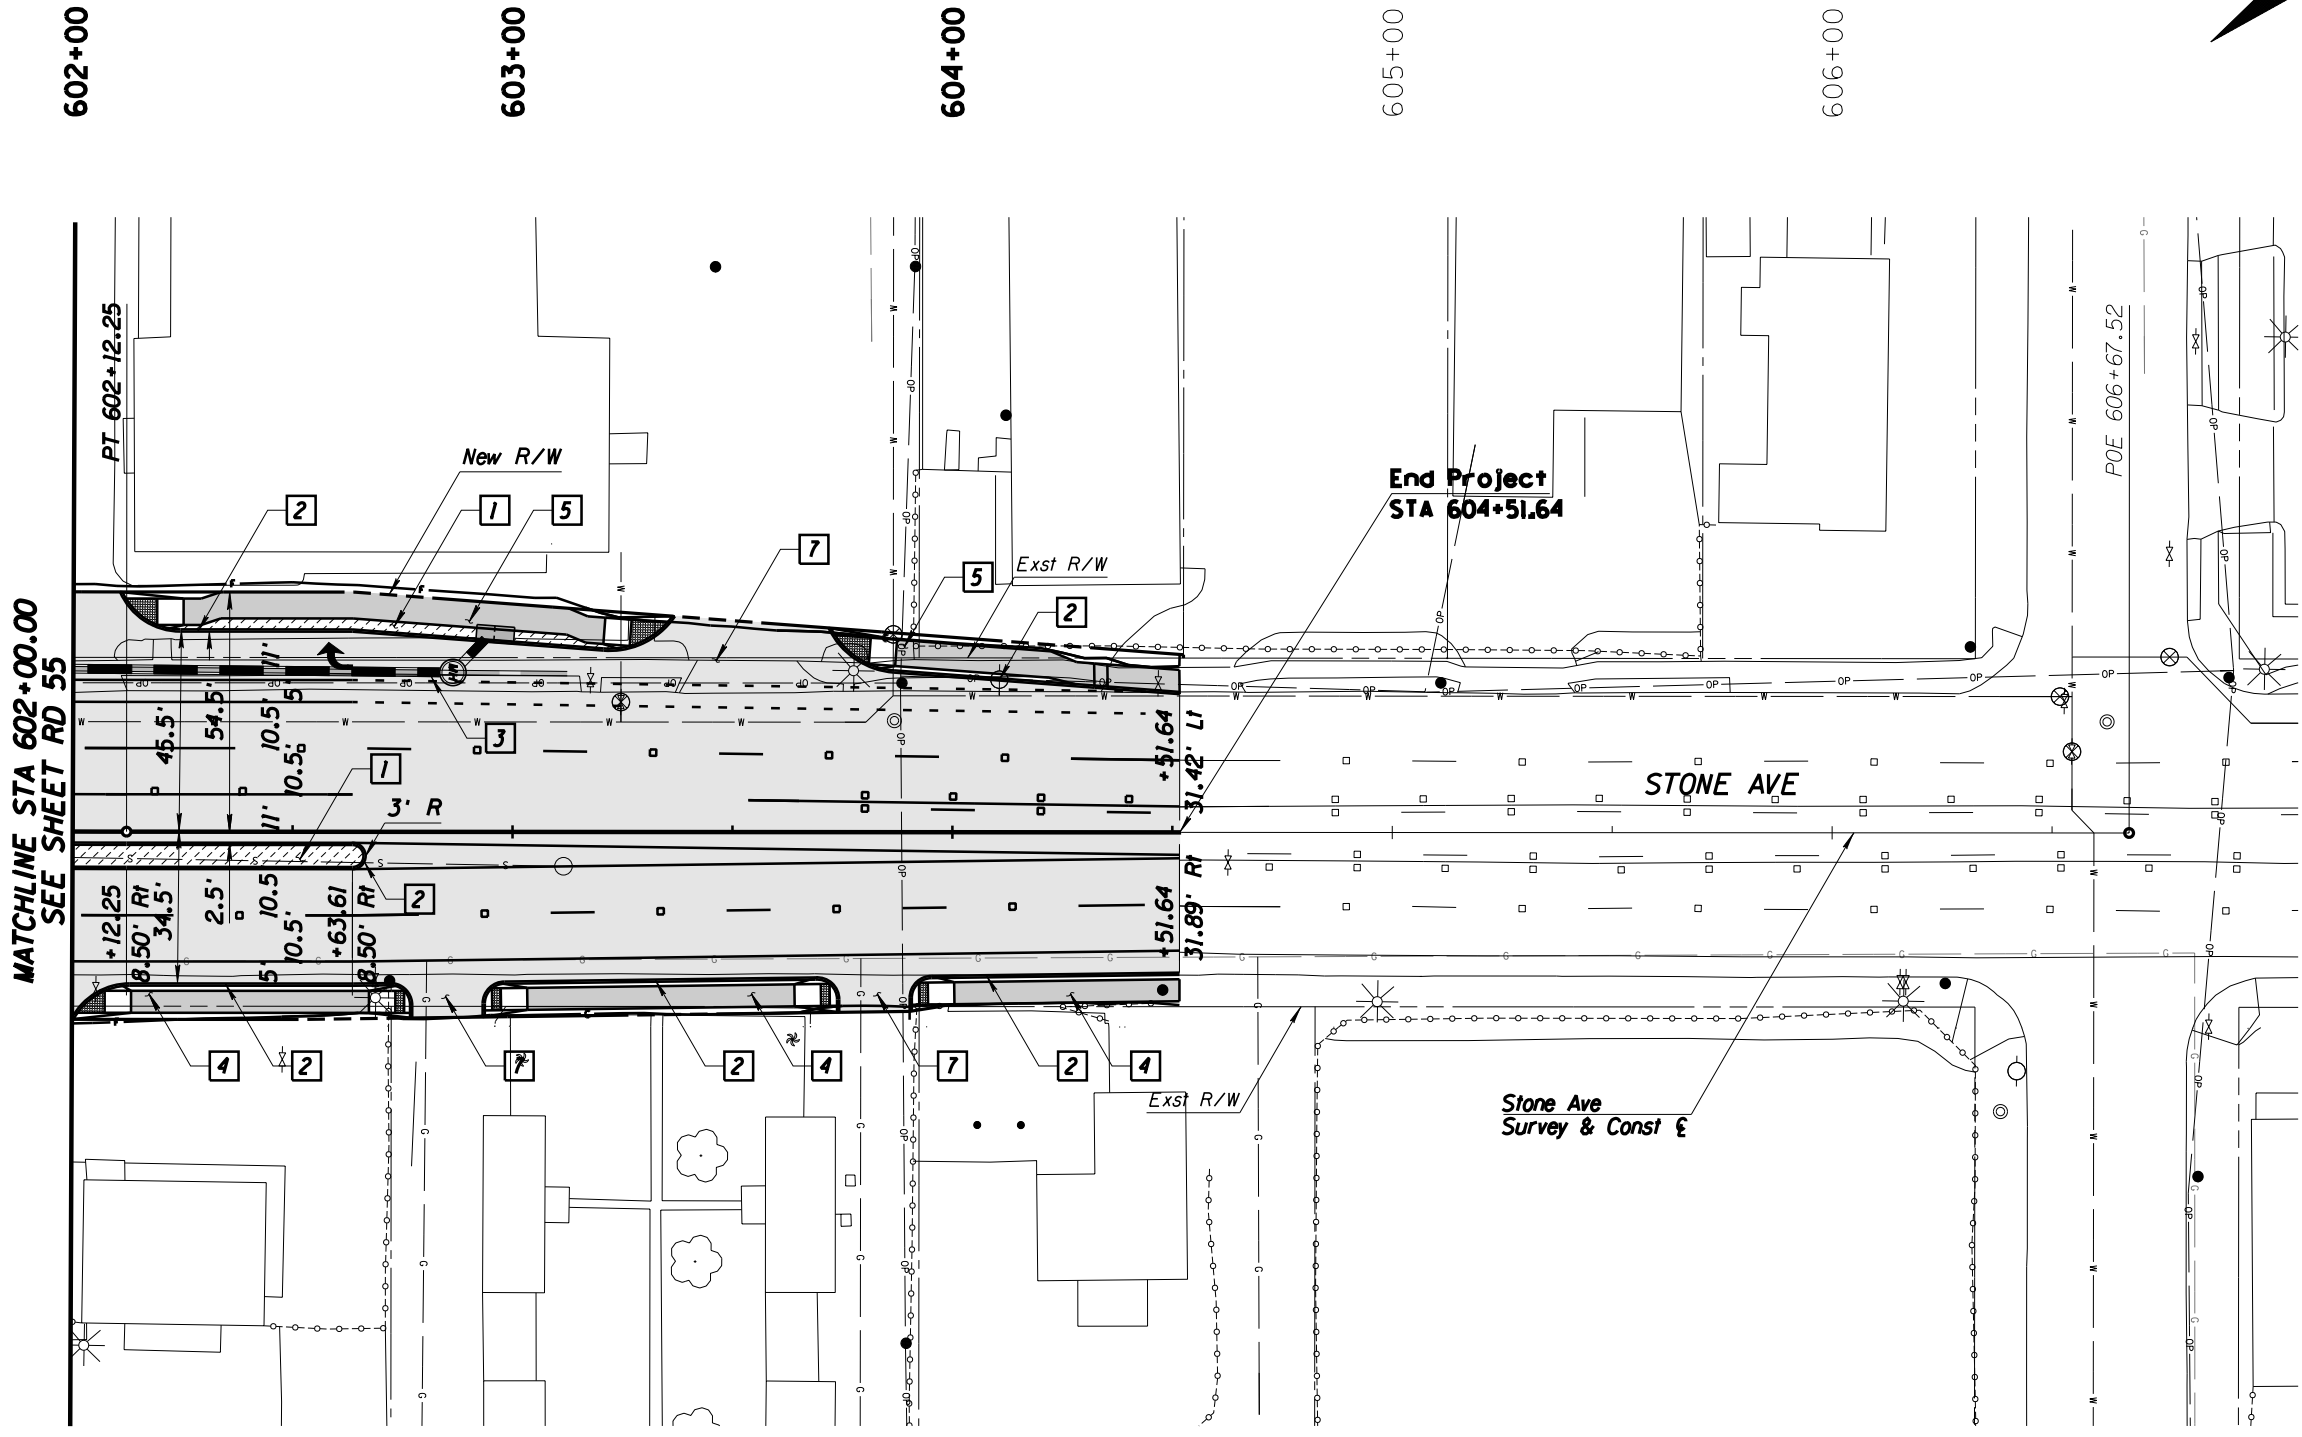 602+00
603+00
604+00
605+00
606+00
MATCHLINE STA 602+00.00
SEE SHEET RD 55
PT 602+12.25
POE 606+67.52
New R/W
2
1
5
7
5
Exst R/W
2
End Project
STA 604+51.64
3
1
3' R
2
45.5'
54.5'
11'
5'
10.5'
10.5'
11'
+51.64
31.42' Lt
STONE AVE
+12.25
8.50' Rt
34.5'
2.5'
10.5'
10.5'
5'
+63.61
8.50' Rt
+51.64
31.89' Rt
4
2
7
2
4
7
2
4
Exst R/W
Stone Ave
Survey & Const ℄